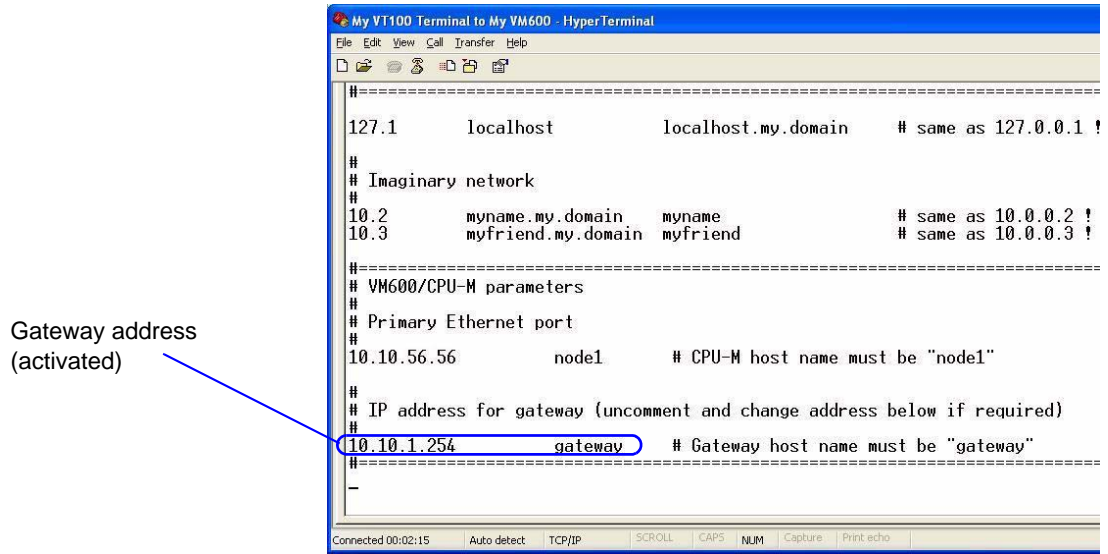 My VT100 Terminal to My VM600 - HyperTerminal
File Edit View Call Transfer Help
#============================================================================
127.1 localhost localhost.my.domain # same as 127.0.0.1 !
#
# Imaginary network
#
10.2 myname.my.domain myname # same as 10.0.0.2 !
10.3 myfriend.my.domain myfriend # same as 10.0.0.3 !
#============================================================================
# VM600/CPU-M parameters
#
# Primary Ethernet port
#
10.10.56.56 node1 # CPU-M host name must be "node1"
#
# IP address for gateway (uncomment and change address below if required)
#
10.10.1.254 gateway # Gateway host name must be "gateway"
#============================================================================
_
Gateway address
(activated)
Connected 00:02:15 Auto detect TCP/IP SCROLL CAPS NUM Capture Print echo